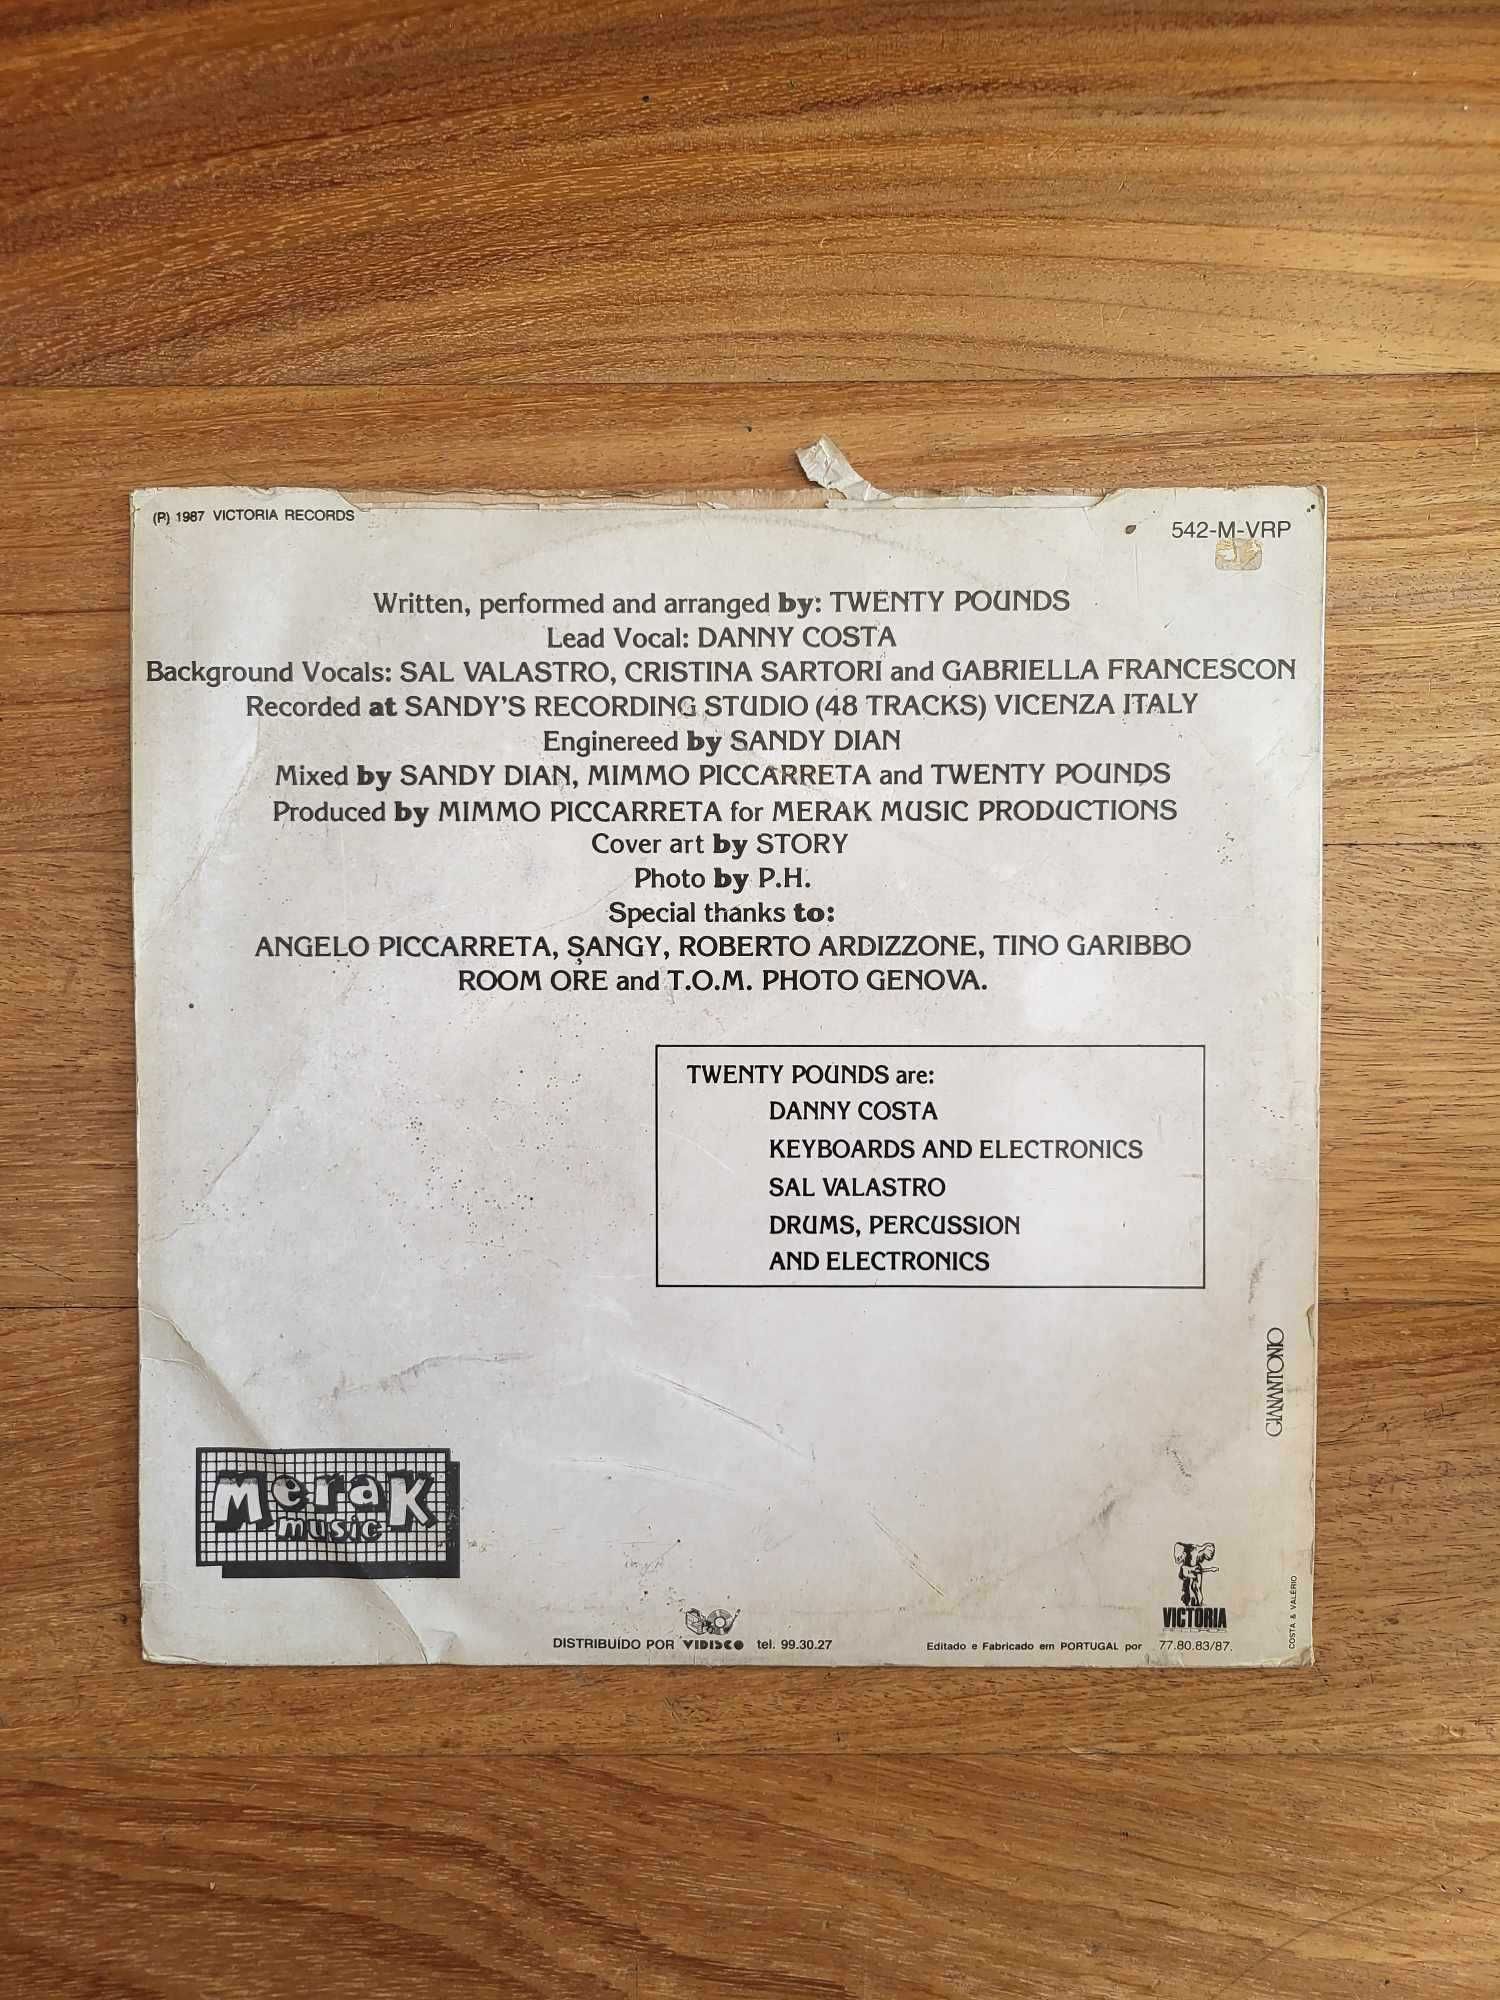 (P) 1987 VICTORIA RECORDS
542-M-VRP
Written, performed and arranged by: TWENTY POUNDS
Lead Vocal: DANNY COSTA
Background Vocals: SAL VALASTRO, CRISTINA SARTORI and GABRIELLA FRANCESCON
Recorded at SANDY'S RECORDING STUDIO (48 TRACKS) VICENZA ITALY
Enginereed by SANDY DIAN
Mixed by SANDY DIAN, MIMMO PICCARRETA and TWENTY POUNDS
Produced by MIMMO PICCARRETA for MERAK MUSIC PRODUCTIONS
Cover art by STORY
Photo by P.H.
Special thanks to:
ANGELO PICCARRETA, SANGY, ROBERTO ARDIZZONE, TINO GARIBBO
ROOM ORE and T.O.M. PHOTO GENOVA.
TWENTY POUNDS are:
DANNY COSTA
KEYBOARDS AND ELECTRONICS
SAL VALASTRO
DRUMS, PERCUSSION
AND ELECTRONICS
GIANANTONIO
Merak
music
VICTORIA
COSTA & VALÉRIO
DISTRIBUÍDO POR VIDISCO tel. 99.30.27
Editado e Fabricado em PORTUGAL por 77.80.83/87.